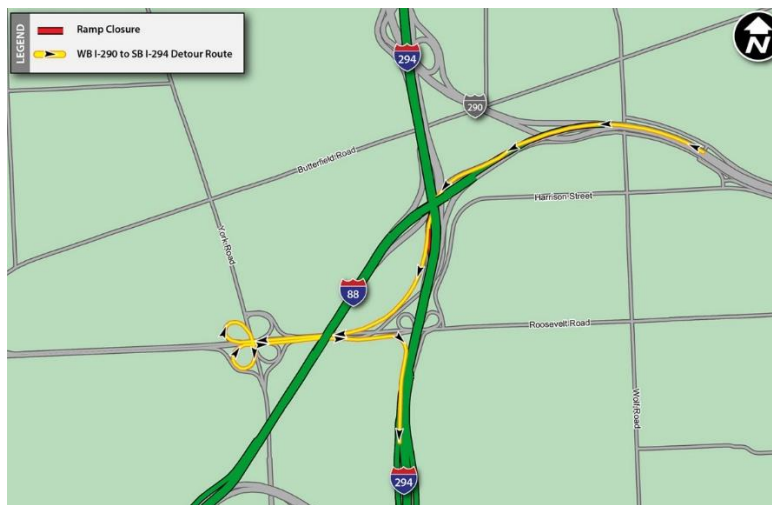 LEGEND
Ramp Closure
WB I-290 to SB I-294 Detour Route
N
294
290
Butterfield Road
Harrison Street
York Road
88
Roosevelt Road
Wolf Road
294